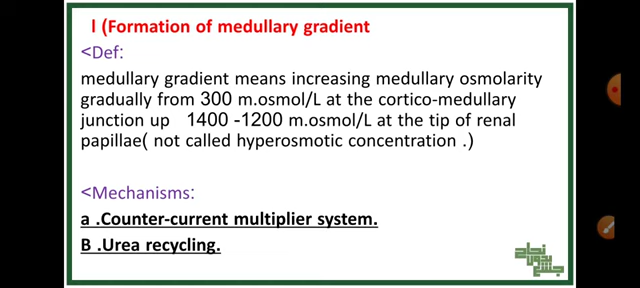 I (Formation of medullary gradient
<Def:
medullary gradient means increasing medullary osmolarity
gradually from 300 m.osmol/L at the cortico-medullary
junction up 1400 -1200 m.osmol/L at the tip of renal
papillae( not called hyperosmotic concentration .)
<Mechanisms:
a .Counter-current multiplier system.
B .Urea recycling.